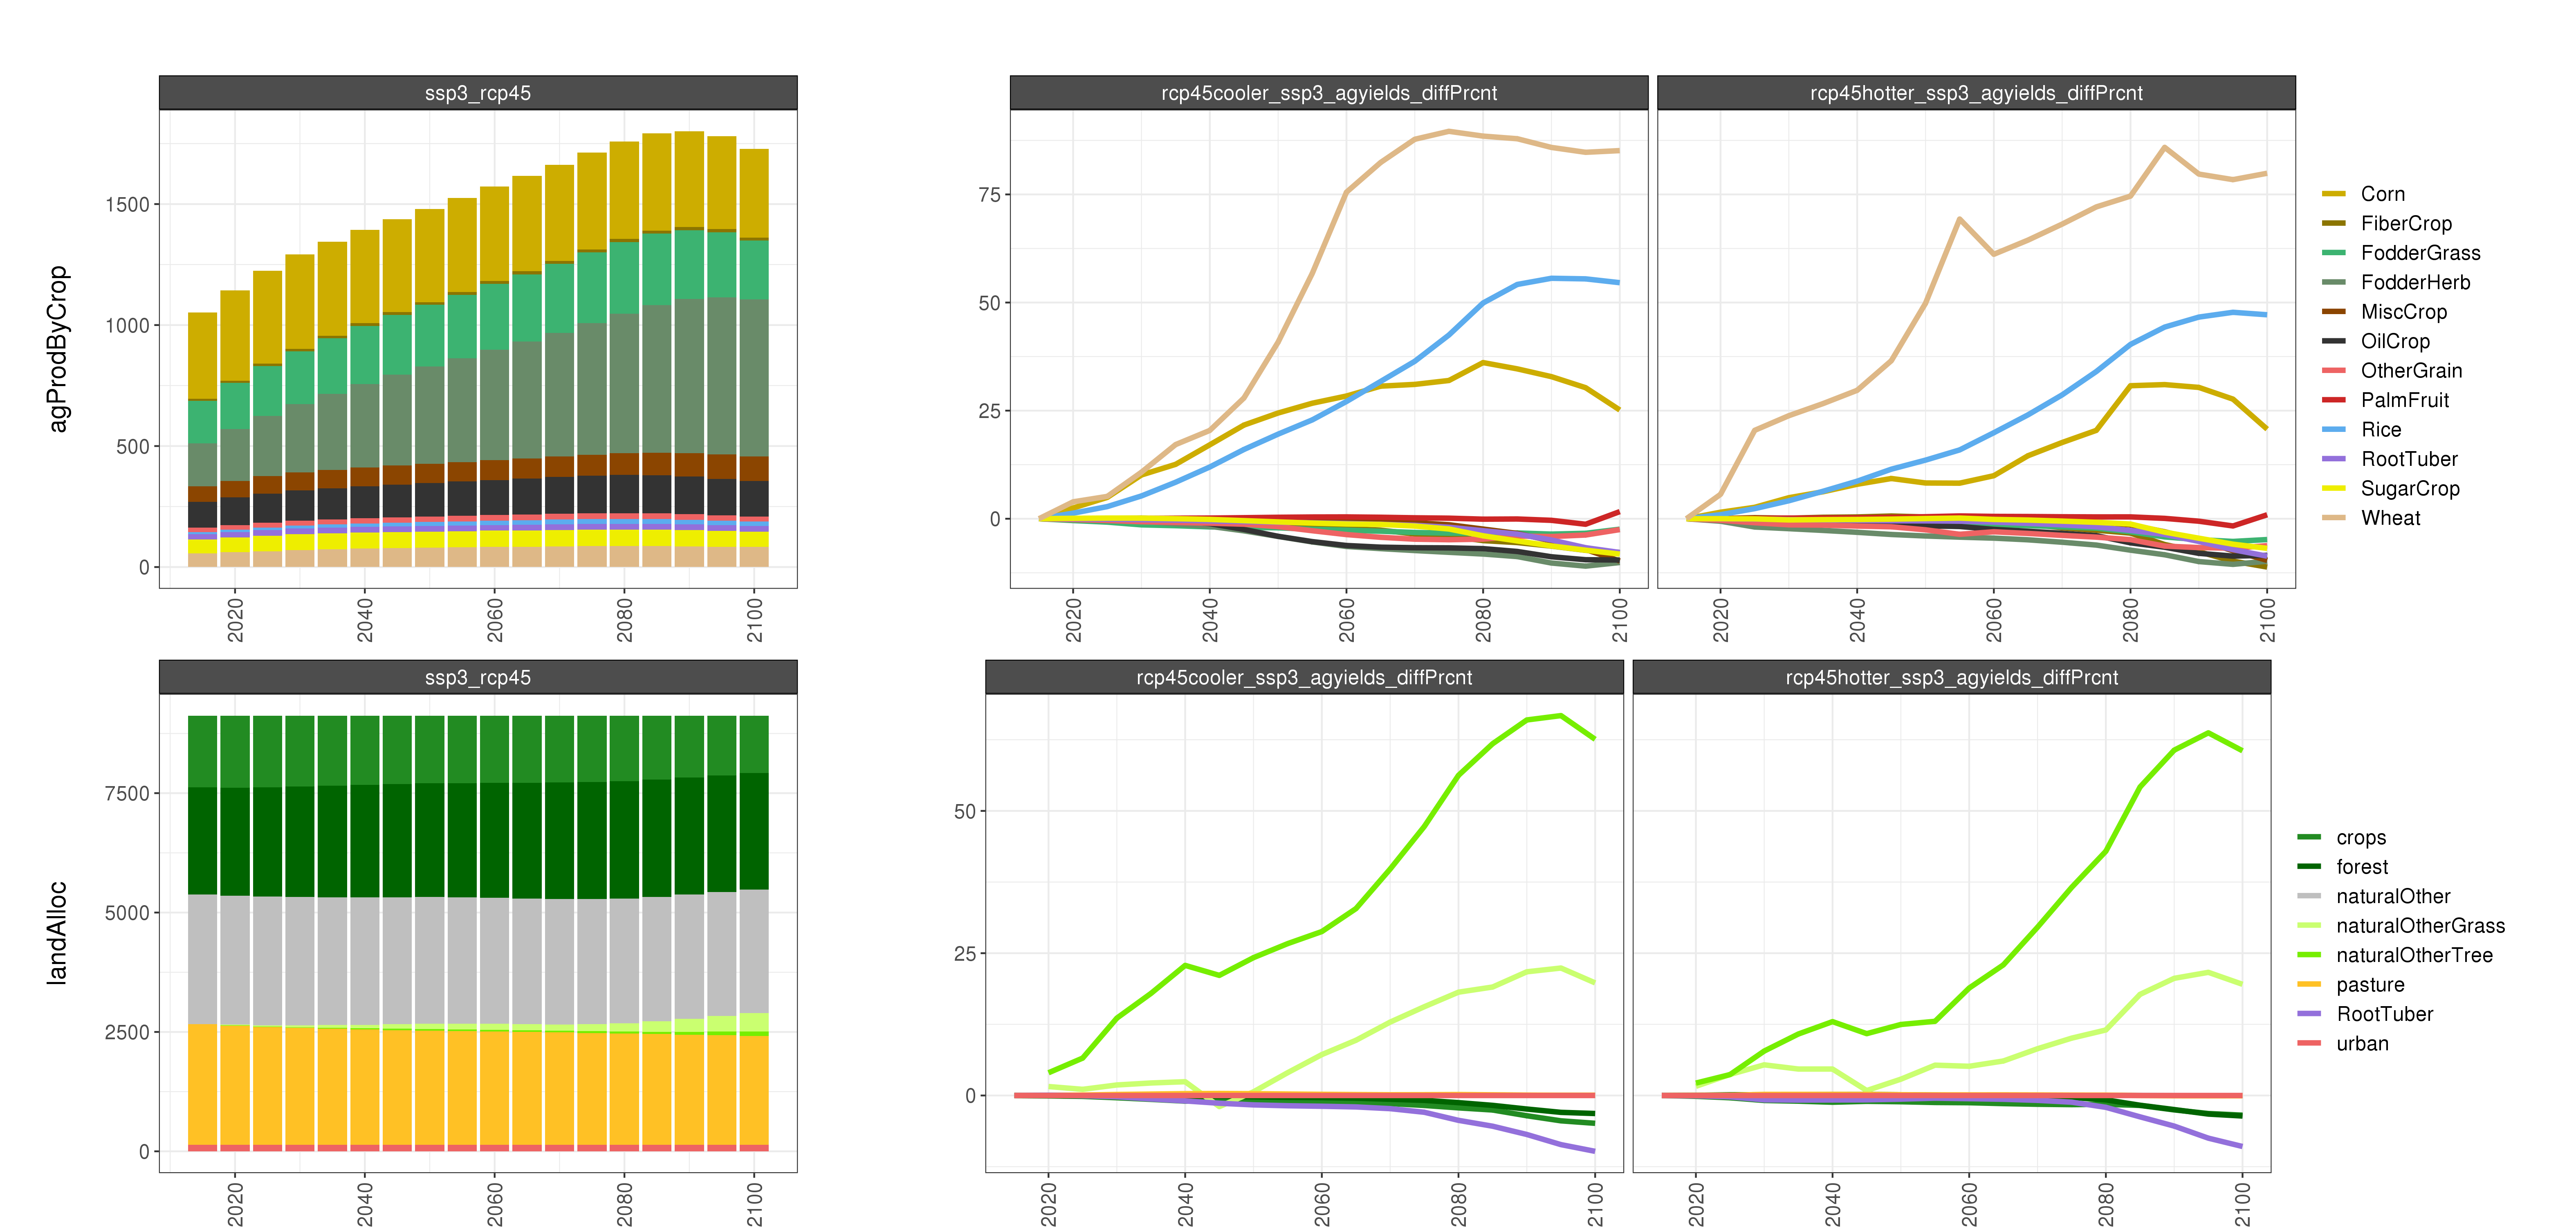 ssp3_rcp45
rcp45cooler_ssp3_agyields_diffPrcnt
rcp45hotter_ssp3_agyields_diffPrcnt
agProdByCrop
1500
1000
500
0
75
50
25
0
2020
2040
2060
2080
2100
2020
2040
2060
2080
2100
2020
2040
2060
2080
2100
Corn
FiberCrop
FodderGrass
FodderHerb
MiscCrop
OilCrop
OtherGrain
PalmFruit
Rice
RootTuber
SugarCrop
Wheat
ssp3_rcp45
rcp45cooler_ssp3_agyields_diffPrcnt
rcp45hotter_ssp3_agyields_diffPrcnt
landAlloc
7500
5000
2500
0
50
25
0
2020
2040
2060
2080
2100
2020
2040
2060
2080
2100
2020
2040
2060
2080
2100
crops
forest
naturalOther
naturalOtherGrass
naturalOtherTree
pasture
RootTuber
urban